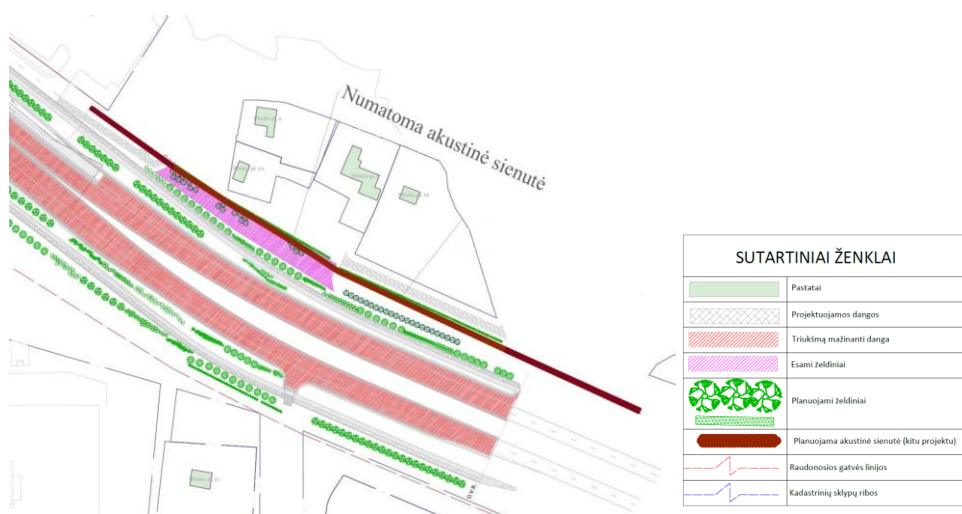 Numatoma akustinė sienutė
D.V.R.
SUTARTINIAI ŽENKLAI
Pastatai
Projektuojamos dangos
Triukšmą mažinanti danga
Esami želdiniai
Planuojami želdiniai
Planuojama akustinė sienutė (kitu projektu)
Raudonosios gatvės linijos
Kadastrinių sklypų ribos